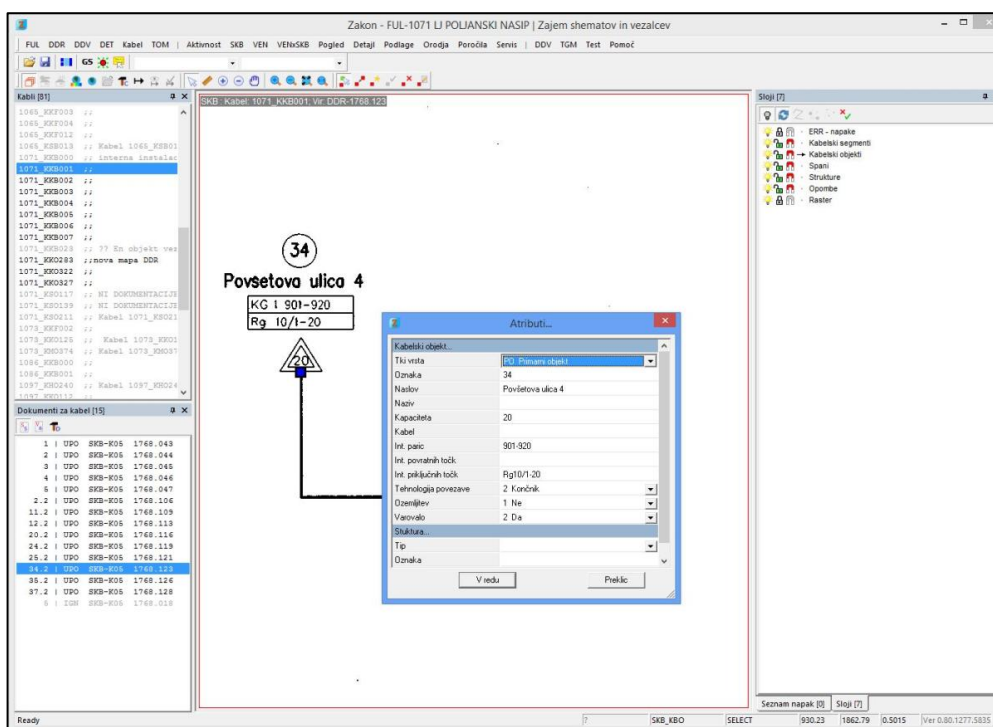 Zakon - FUL-1071 LJ POLJANSKI NASIP | Zajem shematov in vezalcev
FUL DDR DDV DET Kabel TOM | Aktivnost SKB VEN VENxSKB Pogled Detajl Podlage Orodja Poročila Servis | DDV TGM Test Pomoč
GS
Kabli [81]
1065_KKF003 ;;
1065_KKF004 ;;
1065_KKF012 ;;
1065_KSB013 ;; Kabel 1065_KSB01
1071_KKB000 ;; interna instalac
1071_KKB001 ;;
1071_KKB002 ;;
1071_KKB003 ;;
1071_KKB004 ;;
1071_KKB005 ;;
1071_KKB006 ;;
1071_KKB007 ;;
1071_KKB023 ;; ?? En objekt ves
1071_KKO283 ;;nova mapa DDR
1071_KKO322 ;;
1071_KKO327 ;;
1071_KSO117 ;; NI DOKUMENTACIJE
1071_KSO139 ;; NI DOKUMENTACIJE
1071_KSO211 ;; Kabel 1071_KSO21
1073_KKF002 ;;
1073_KKO125 ;; Kabel 1073_KKO1
1073_KMO374 ;; Kabel 1073_KMO37
1086_KKB000 ;;
1086_KKB001 ;;
1097_KHO240 ;; Kabel 1097_KHO24
1097_KKO112 ;;
Dokumenti za kabel [15]
1 | UPO SKB-K05 1768.043
2 | UPO SKB-K05 1768.044
3 | UPO SKB-K05 1768.045
4 | UPO SKB-K05 1768.046
5 | UPO SKB-K05 1768.047
2.2 | UPO SKB-K05 1768.106
11.2 | UPO SKB-K05 1768.109
12.2 | UPO SKB-K05 1768.113
20.2 | UPO SKB-K05 1768.116
24.2 | UPO SKB-K05 1768.119
25.2 | UPO SKB-K05 1768.121
34.2 | UPO SKB-K05 1768.123
35.2 | UPO SKB-K05 1768.126
37.2 | UPO SKB-K05 1768.128
6 | IGN SKB-K05 1768.018
SKB : Kabel: 1071_KKB001; Vir: DDR-1768.123
34
Povšetova ulica 4
KG 1 901-920
Rg 10/1-20
20
Atributi...
Kabelski objekt...
Tki vrsta PO Primarni objekt
Oznaka 34
Naslov Povšetova ulica 4
Naziv
Kapaciteta 20
Kabel
Int. paric 901-920
Int. povratnih točk
Int. priključnih točk Rg10/1-20
Tehnologija povezave 2 Končnik
Ozemljitev 1 Ne
Varovalo 2 Da
Stuktura...
Tip
Oznaka
V redu Preklic
Sloji [7]
ERR - napake
Kabelski segmenti
Kabelski objekti
Spani
Strukture
Opombe
Raster
Seznam napak [0] Sloji [7]
Ready ? SKB_KBO SELECT 930.23 1862.79 0.5015 Ver 0.80.1277.5835